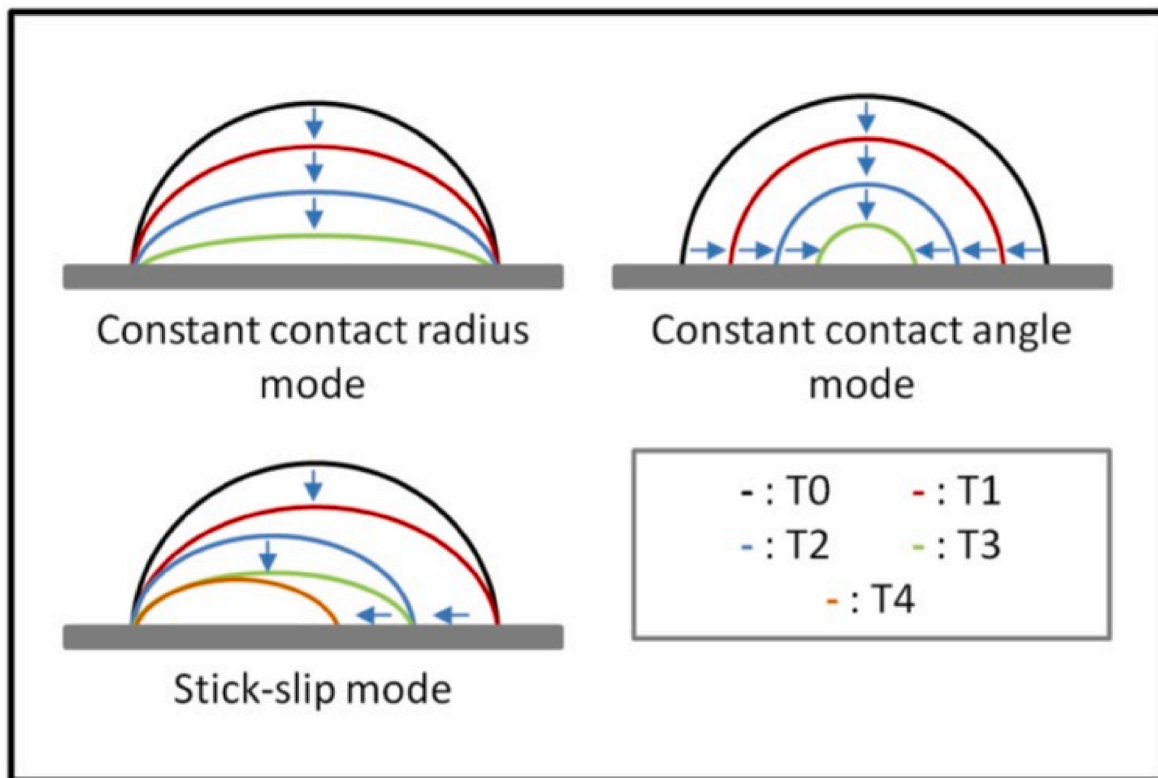 Constant contact radius
mode
Constant contact angle
mode
Stick-slip mode
- : T0 - : T1
- : T2 - : T3
- : T4